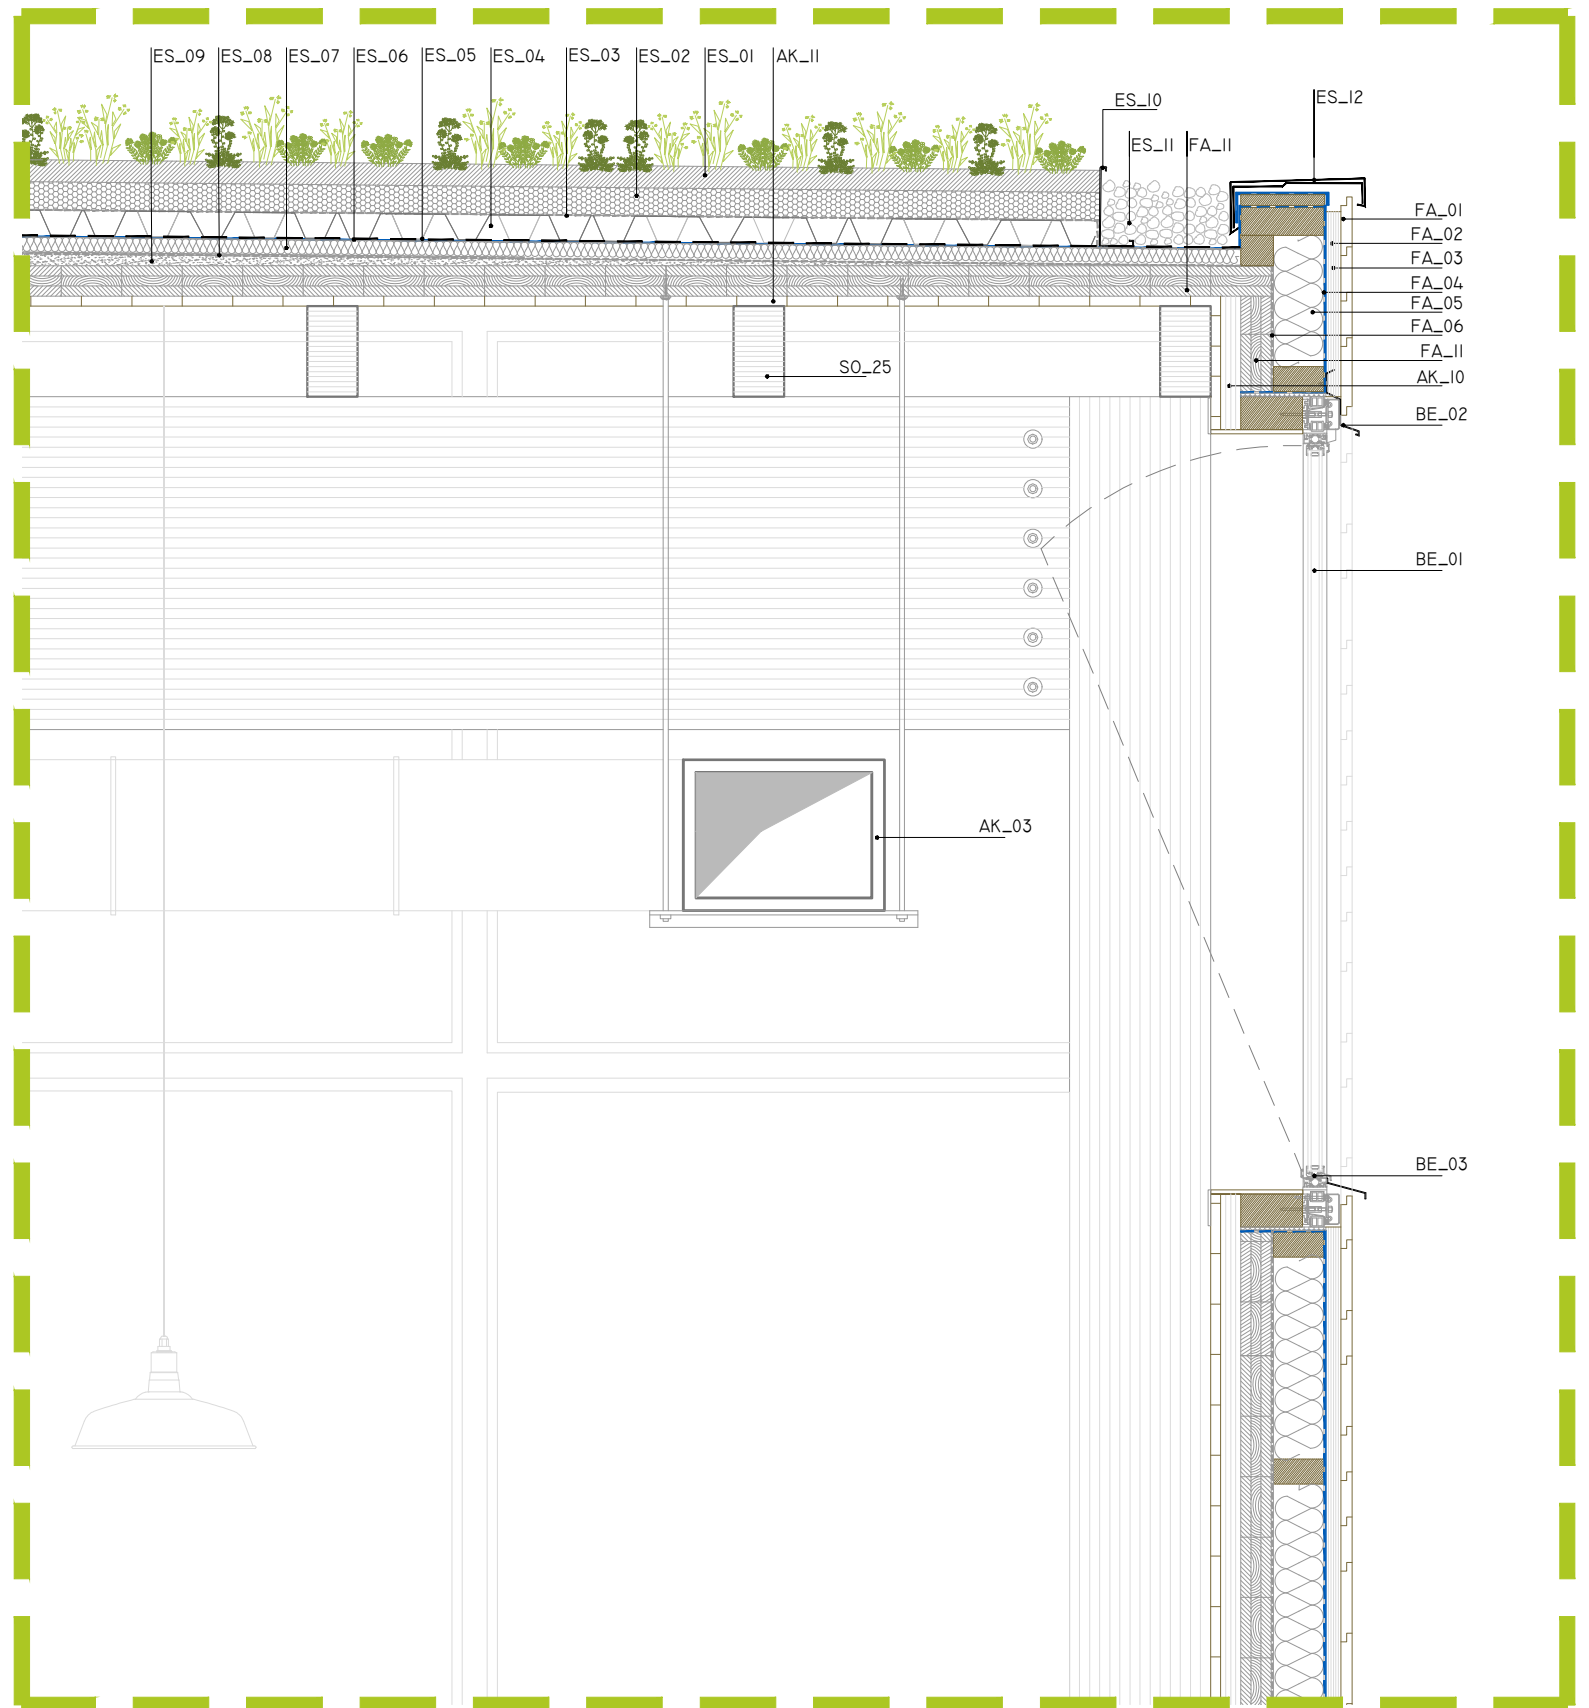 ES_09 ES_08 ES_07 ES_06 ES_05 ES_04 ES_03 ES_02 ES_01 AK_11
ES_10
ES_12
ES_11 FA_11
FA_01
FA_02
FA_03
FA_04
FA_05
FA_06
FA_11
SO_25
AK_10
BE_02
BE_01
AK_03
BE_03